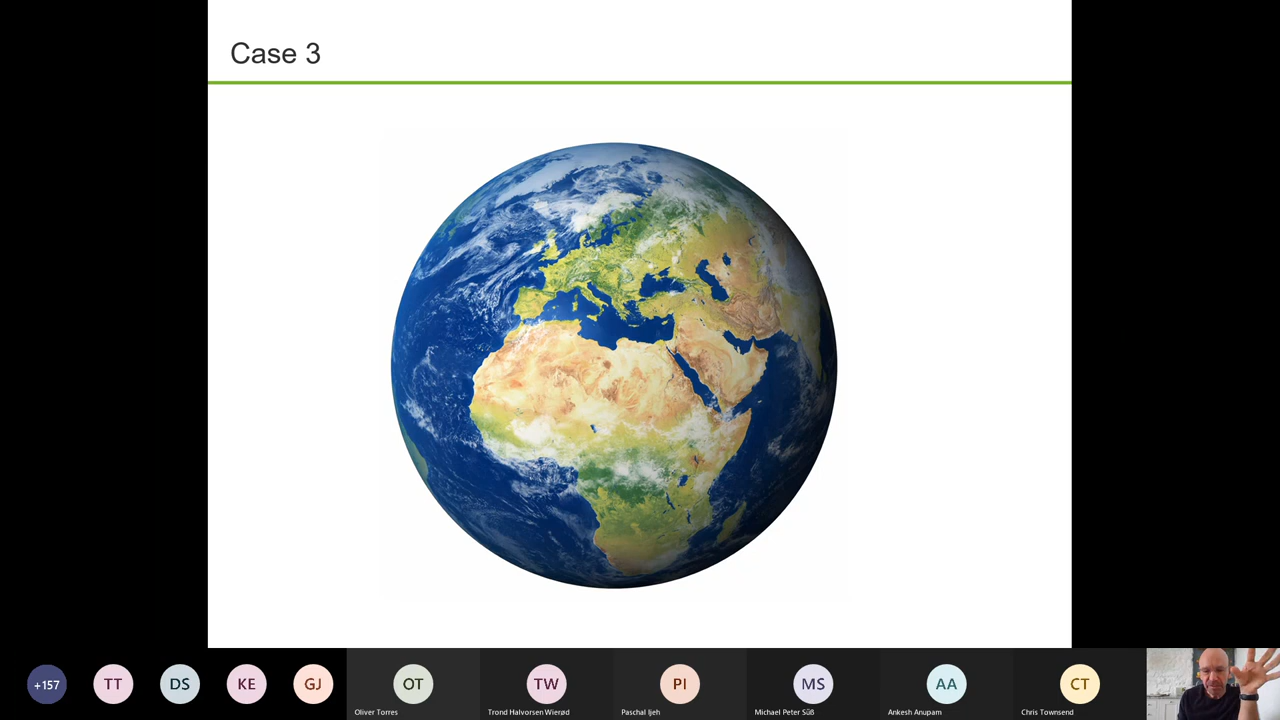 Case 3
+157
TT
DS
KE
GJ
OT
TW
PI
MS
AA
CT
Oliver Torres
Trond Halvorsen Wierød
Paschal Ijeh
Michael Peter Süß
Ankesh Anupam
Chris Townsend